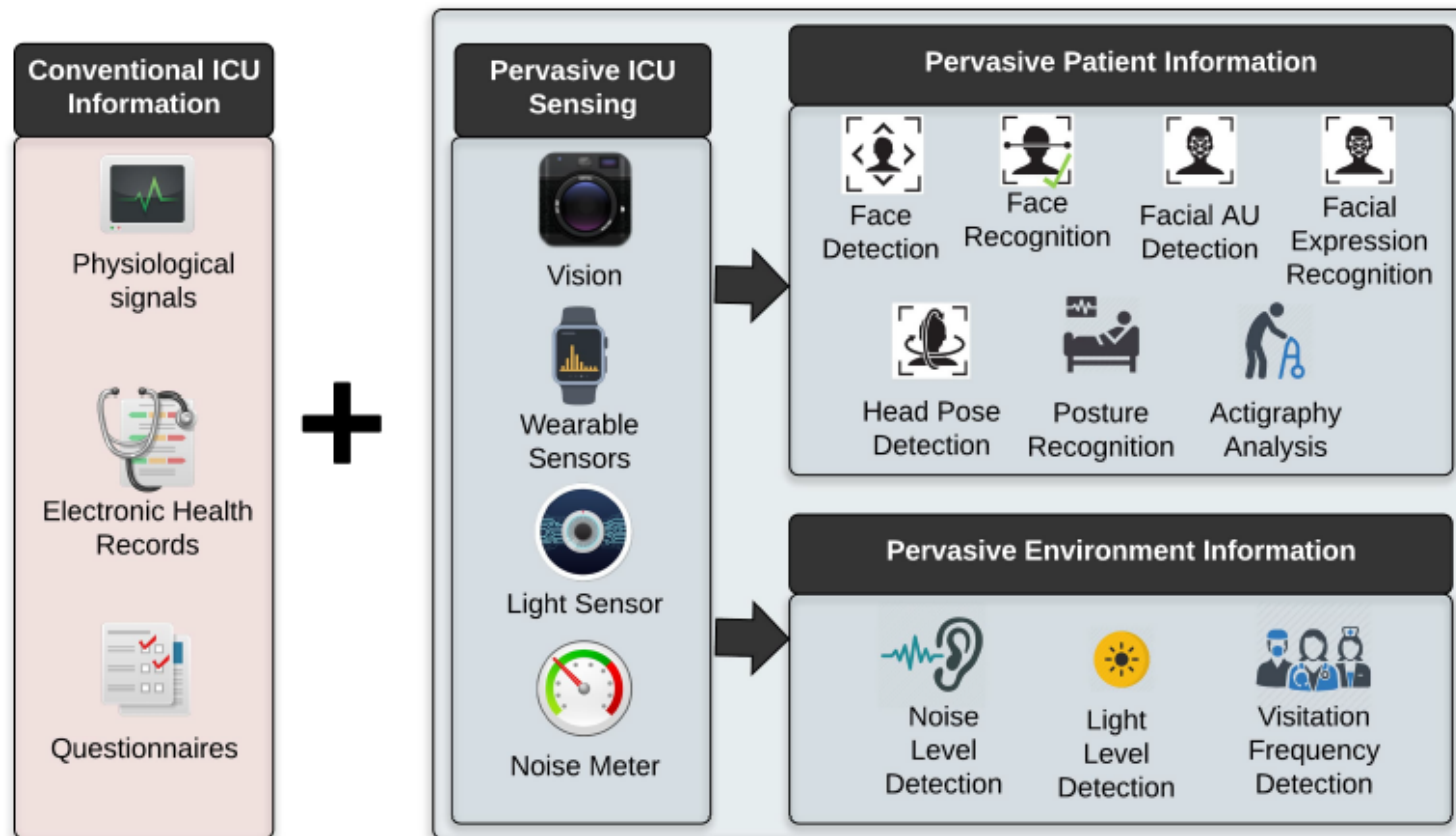 Conventional ICU
Information
Physiological
signals
Electronic Health
Records
Questionnaires
Pervasive ICU
Sensing
Vision
Wearable
Sensors
Light Sensor
Noise Meter
Pervasive Patient Information
Face
Detection
Face
Recognition
Facial AU
Detection
Facial
Expression
Recognition
Head Pose
Detection
Posture
Recognition
Actigraphy
Analysis
Pervasive Environment Information
Noise
Level
Detection
Light
Level
Detection
Visitation
Frequency
Detection